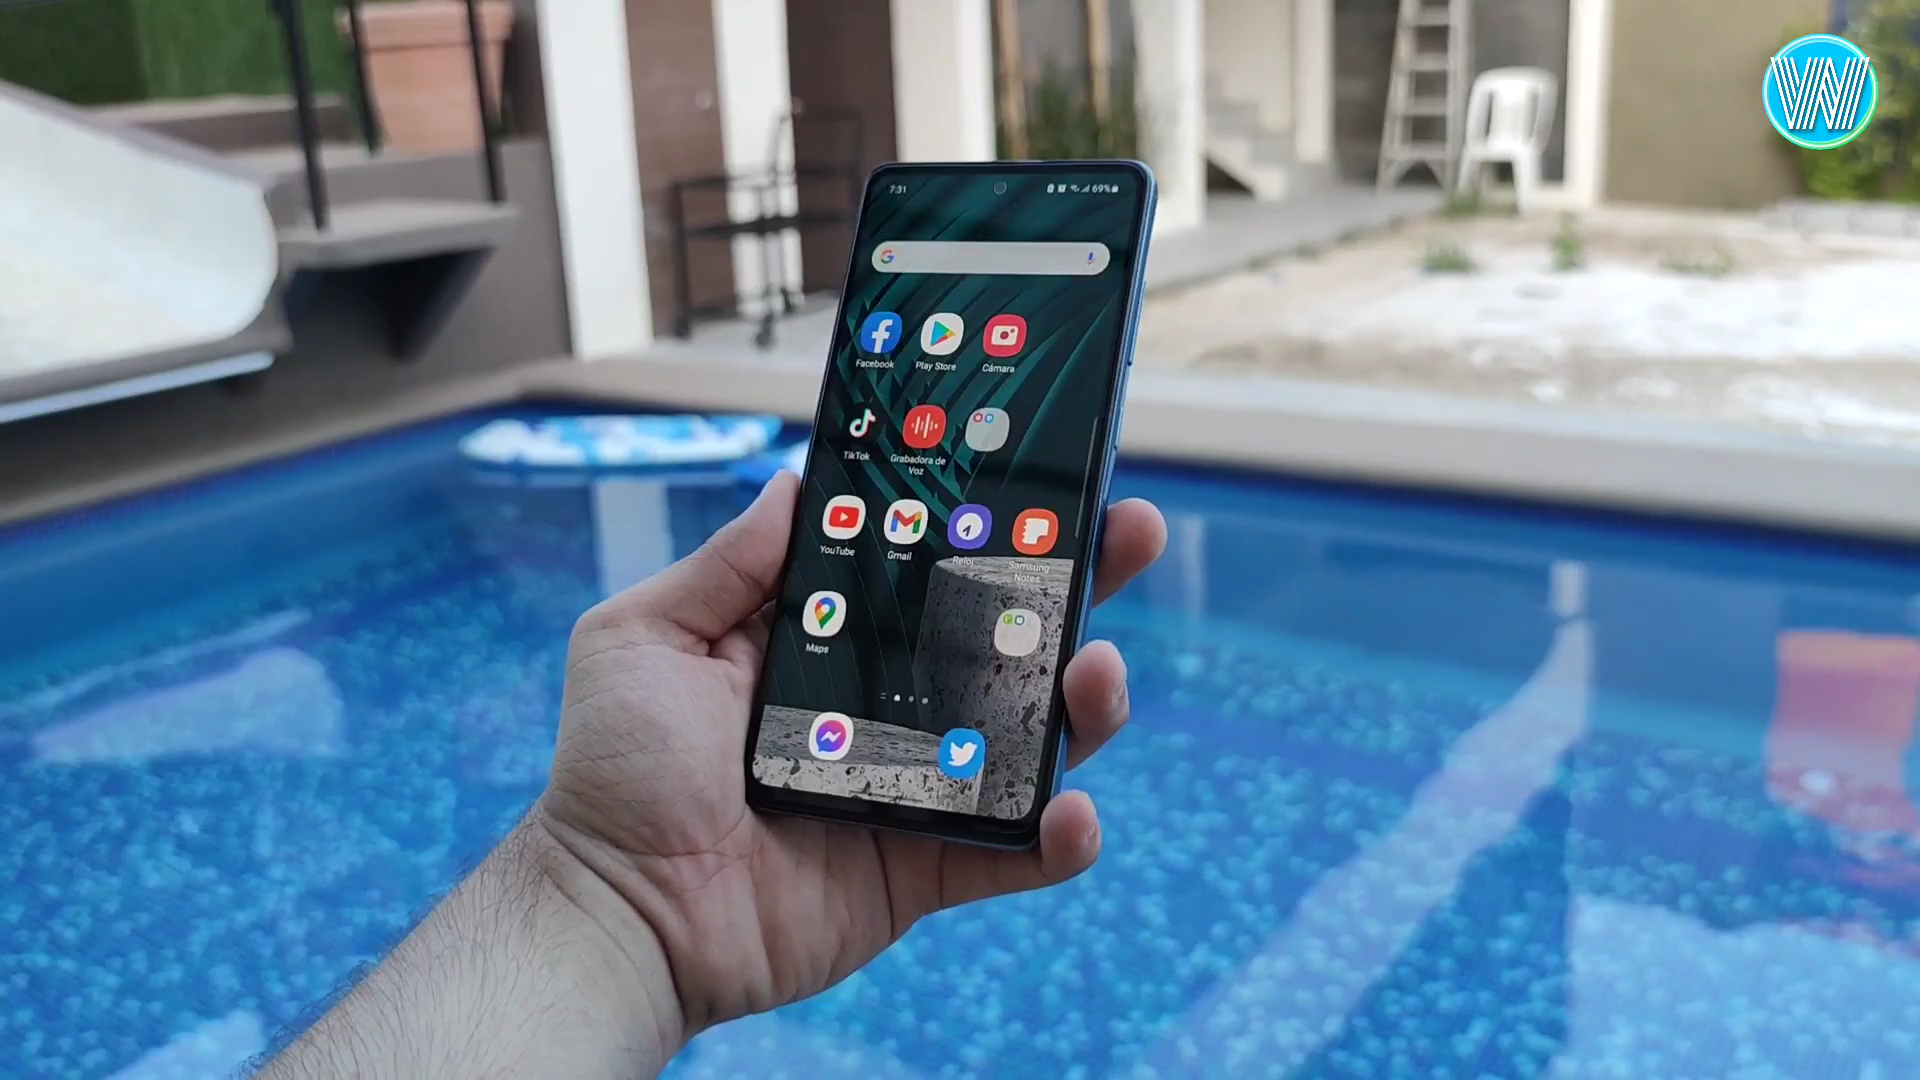 W
7:31
69%
Facebook
Play Store
Cámara
TikTok
Grabadora de
Voz
YouTube
Gmail
Reloj
Samsung
Notes
Maps